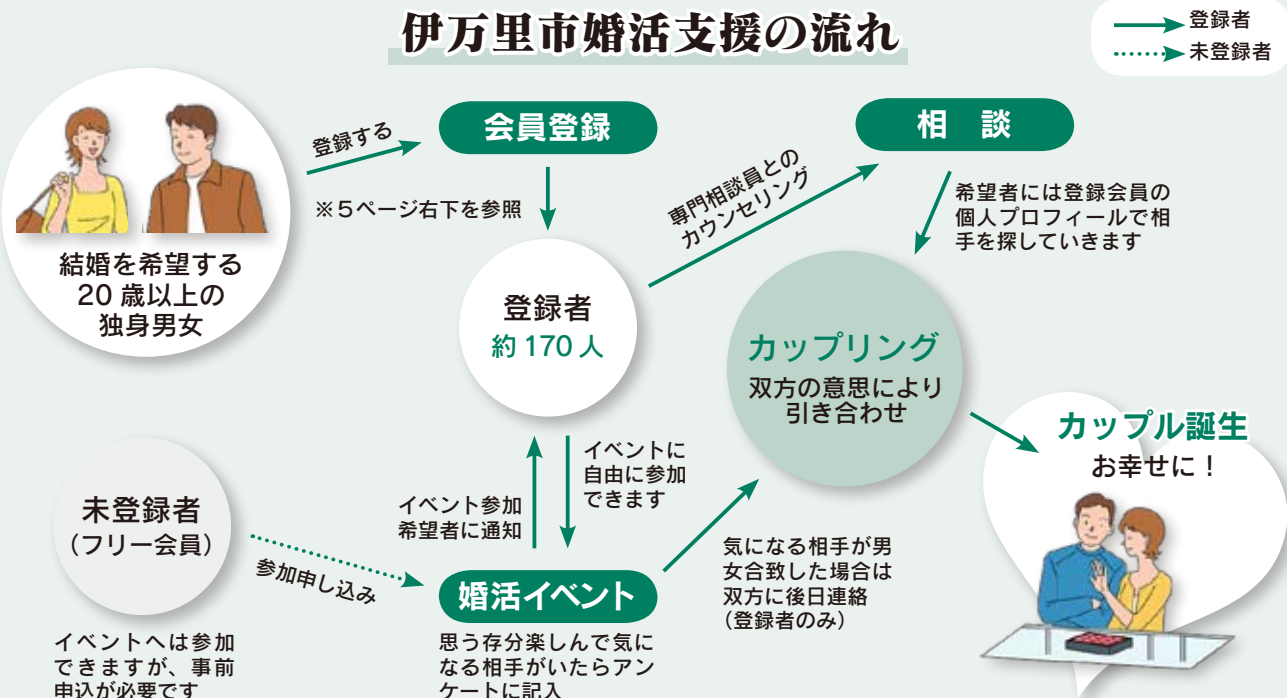 伊万里市婚活支援の流れ
登録者
未登録者
結婚を希望する
20 歳以上の
独身男女
登録する
会員登録
※５ページ右下を参照
登録者
約 170 人
専門相談員との
カウンセリング
相　談
希望者には登録会員の
個人プロフィールで相
手を探していきます
カップリング
双方の意思により
引き合わせ
カップル誕生
お幸せに！
未登録者
（フリー会員）
イベントへは参加
できますが、事前
申込が必要です
参加申し込み
イベント参加
希望者に通知
イベントに
自由に参加
できます
婚活イベント
思う存分楽しんで気に
なる相手がいたらアン
ケートに記入
気になる相手が男
女合致した場合は
双方に後日連絡
（登録者のみ）